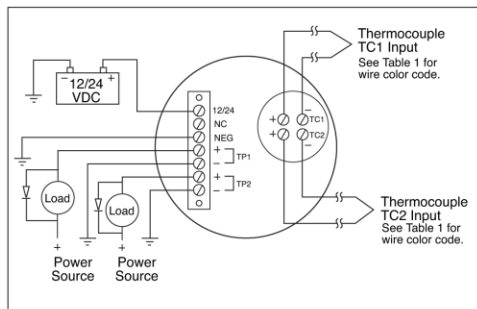 − 12/24 +
VDC
12/24
NC
NEG
+
−
TP1
+
−
TP2
+ − TC1
+ − TC2
Thermocouple
TC1 Input
See Table 1 for
wire color code.
Thermocouple
TC2 Input
See Table 1 for
wire color code.
Load
+
Power
Source
Load
+
Power
Source